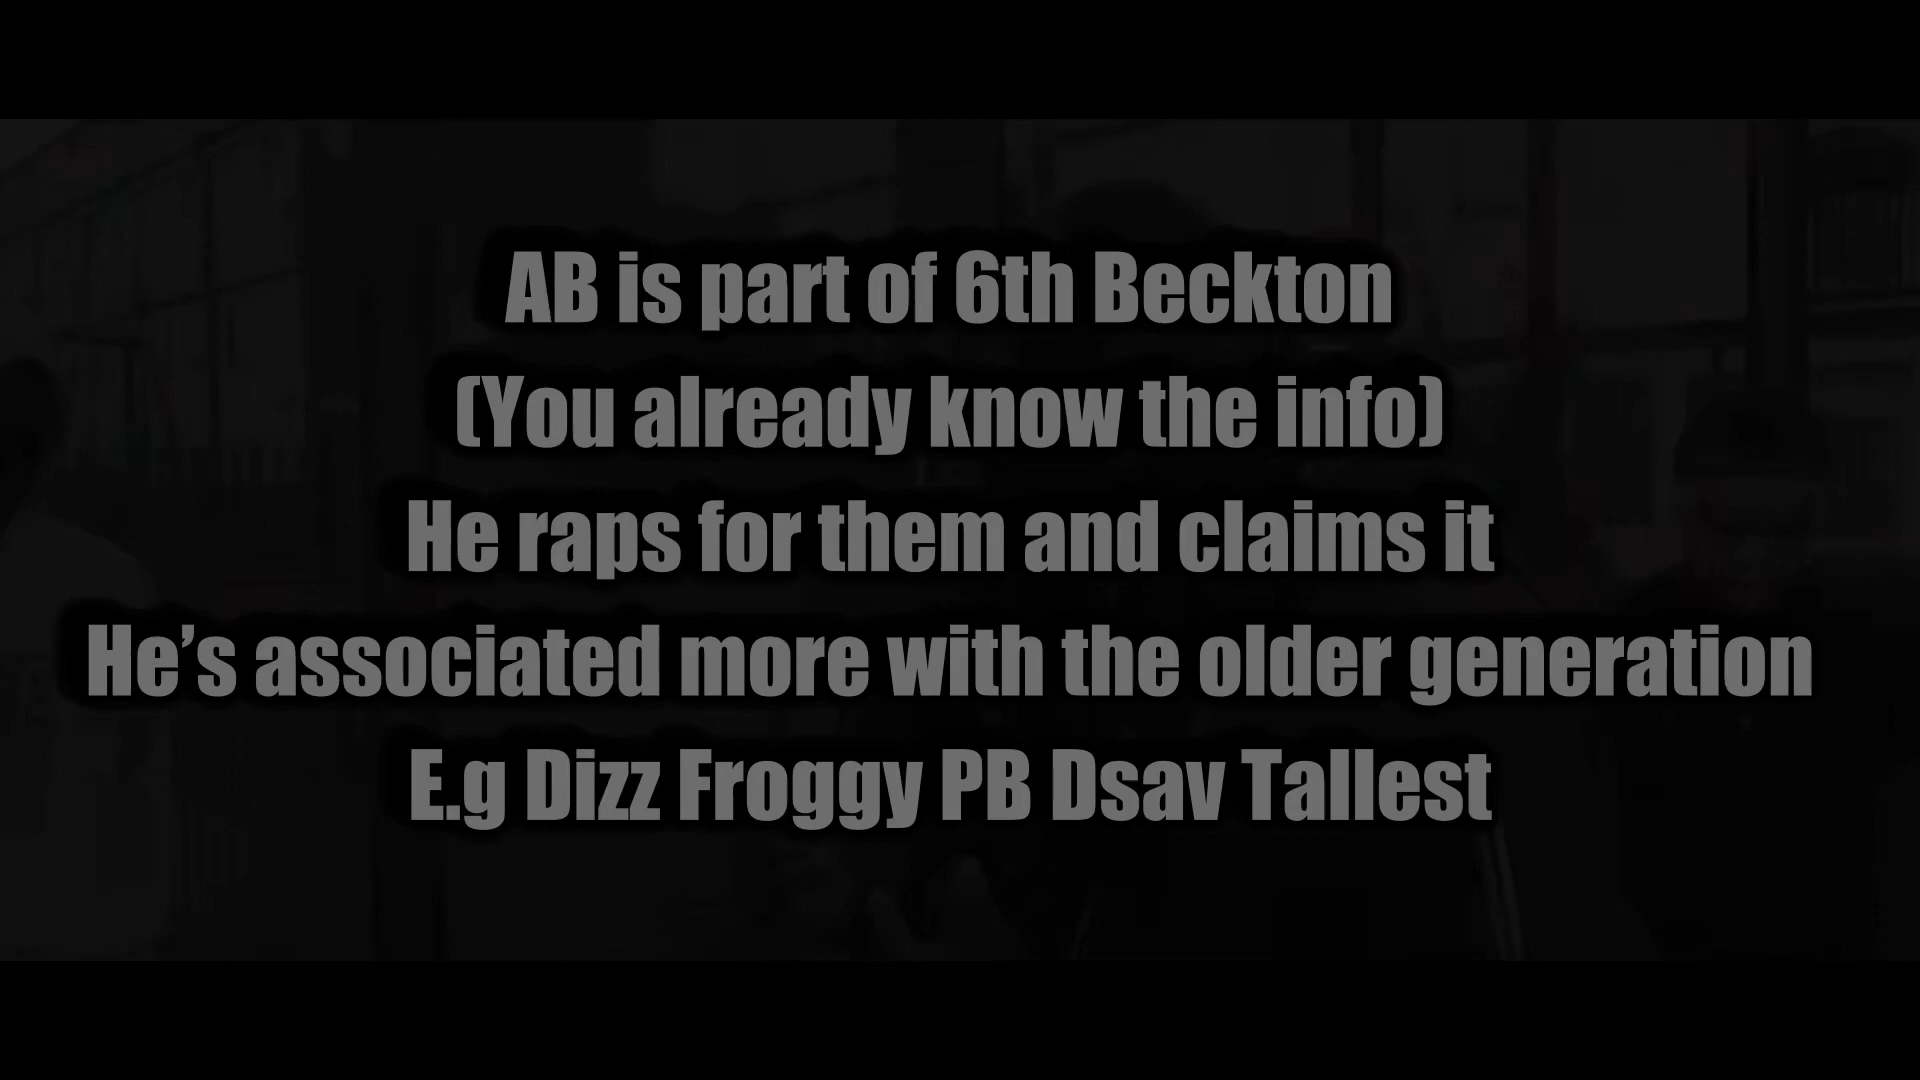 AB is part of 6th Beckton
(You already know the info)
He raps for them and claims it
He’s associated more with the older generation
E.g Dizz Froggy PB Dsav Tallest